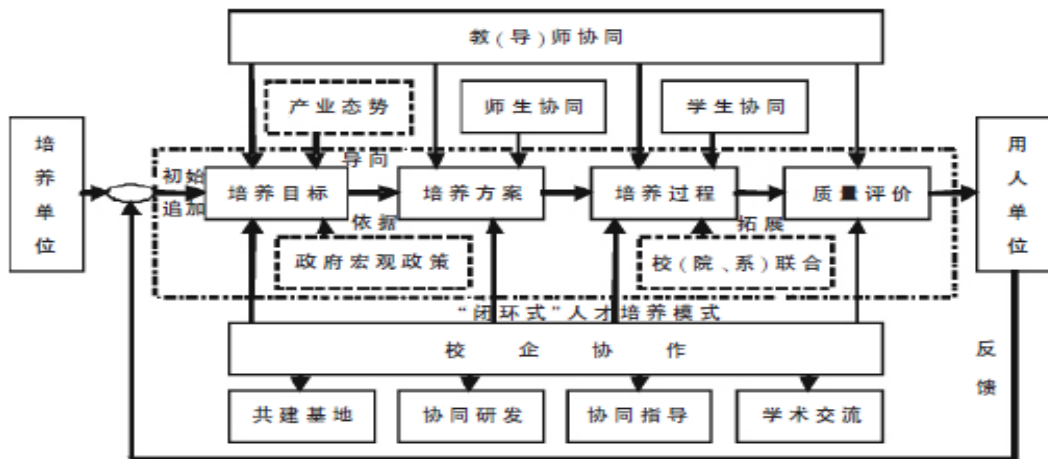 教(导)师协同
产业态势
师生协同
学生协同
培养单位
用人单位
初始
追加
导向
培养目标
培养方案
培养过程
质量评价
依据
拓展
政府宏观政策
校(院、系)联合
“闭环式”人才培养模式
校企协作
反馈
共建基地
协同研发
协同指导
学术交流